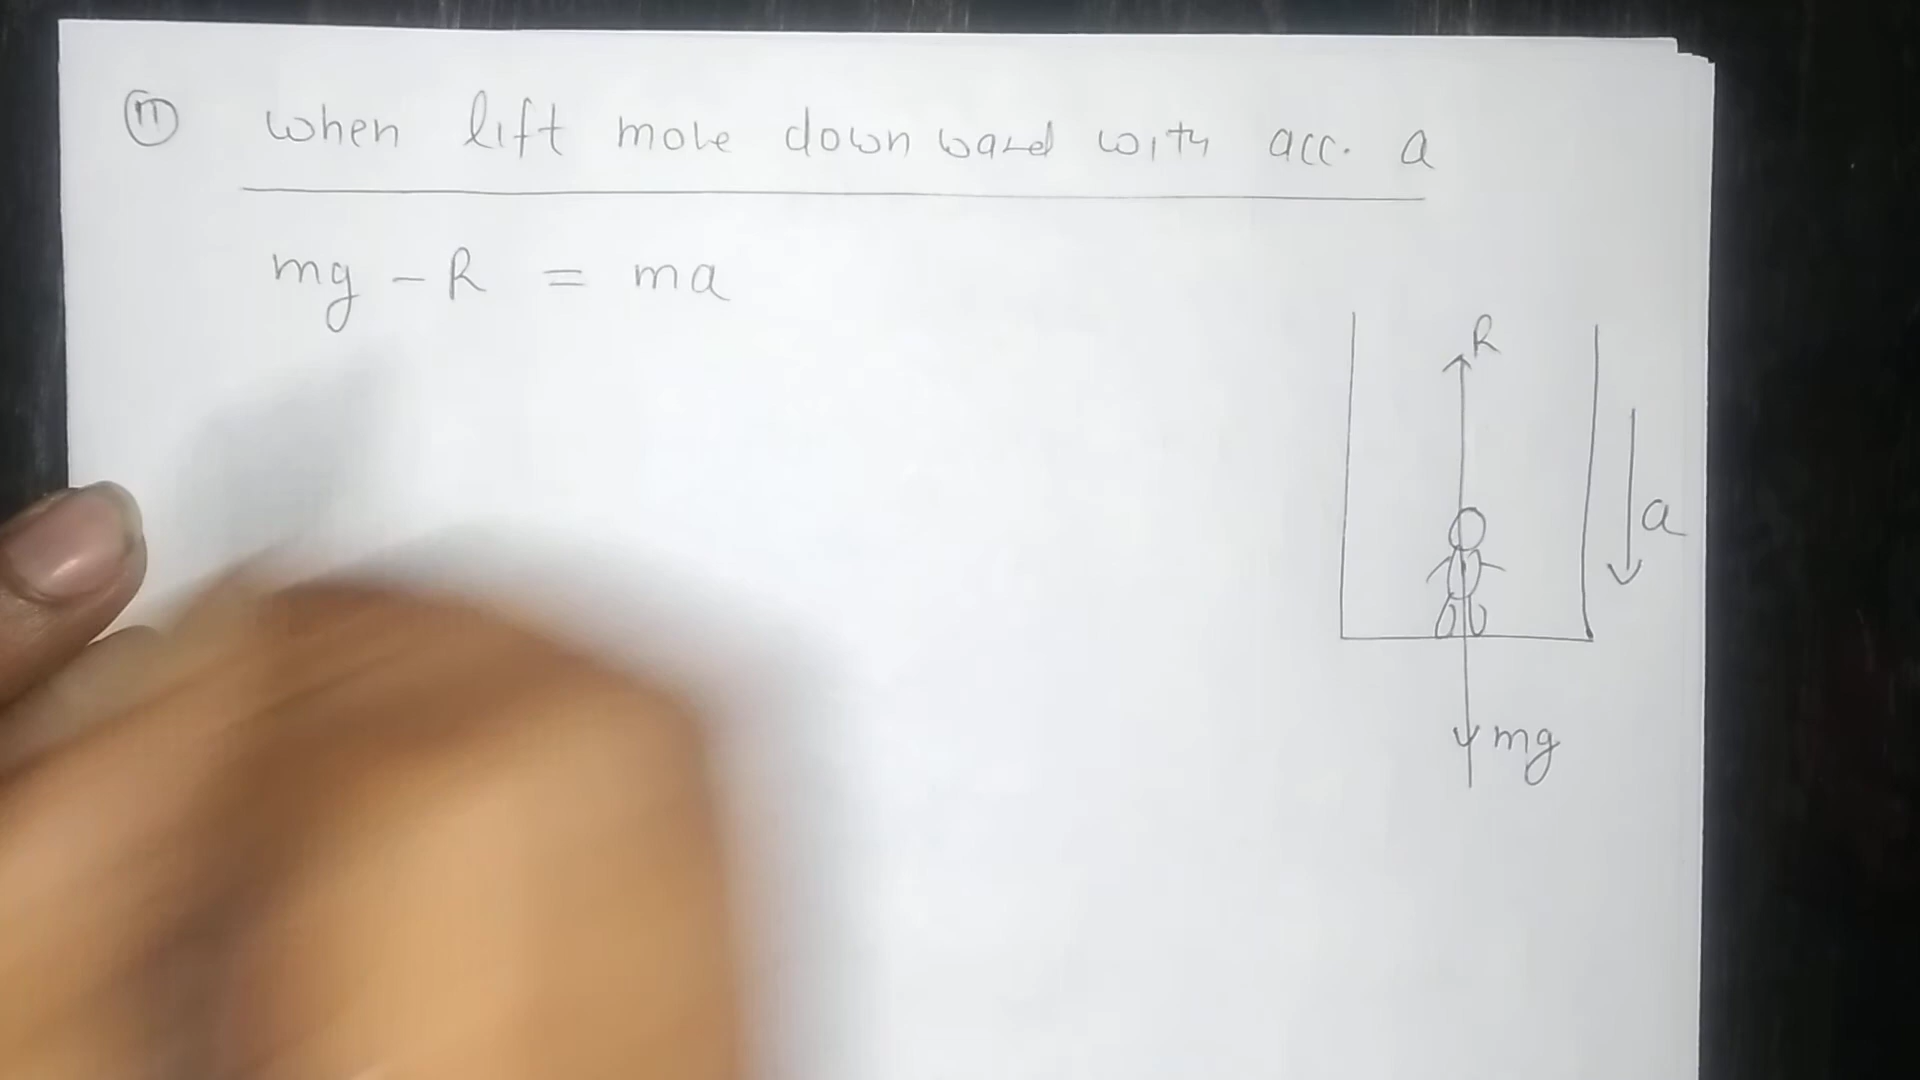 (II) when lift move downward with acc. a
mg - R = ma
R
a
mg